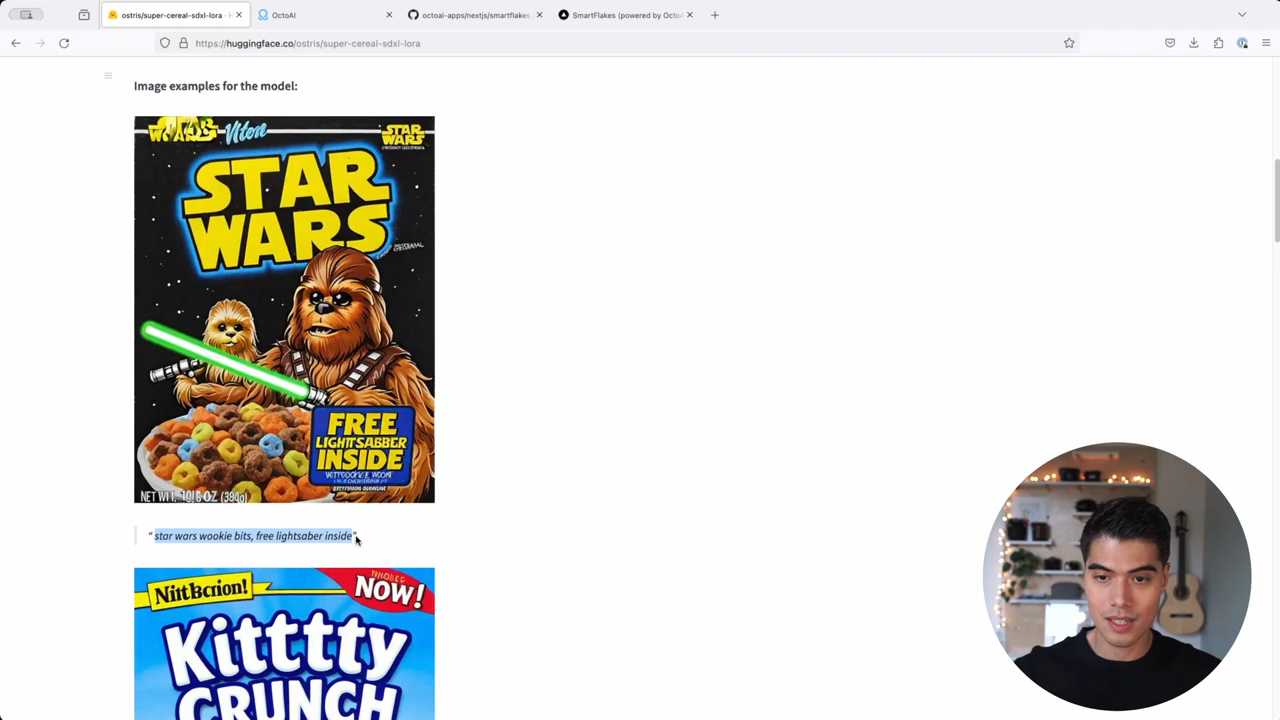 ostris/super-cereal-sdxl-lora - H
OctoAI
octoai-apps/nextjs/smartflakes
SmartFlakes (powered by OctoA
https://huggingface.co/ostris/super-cereal-sdxl-lora
Image examples for the model:
Viton
STAR
WARS
STAR
WARS
FREE
LIGHTSABBER
INSIDE
“ star wars wookie bits, free lightsaber inside”
NOW!
Kitttty
CRUNCH